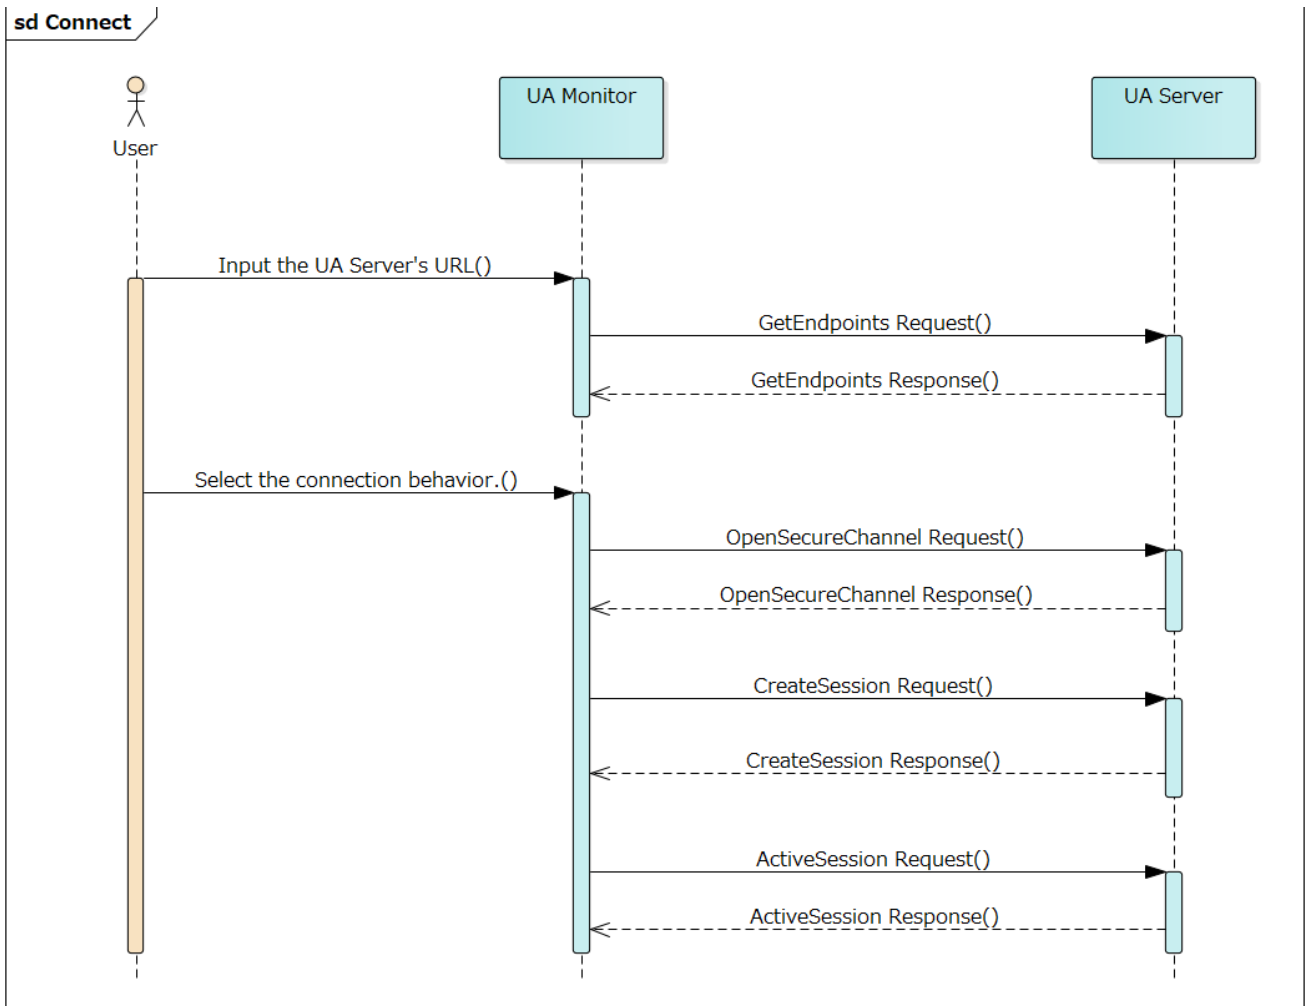 sd Connect
User
UA Monitor
UA Server
Input the UA Server's URL()
GetEndpoints Request()
GetEndpoints Response()
Select the connection behavior.()
OpenSecureChannel Request()
OpenSecureChannel Response()
CreateSession Request()
CreateSession Response()
ActiveSession Request()
ActiveSession Response()